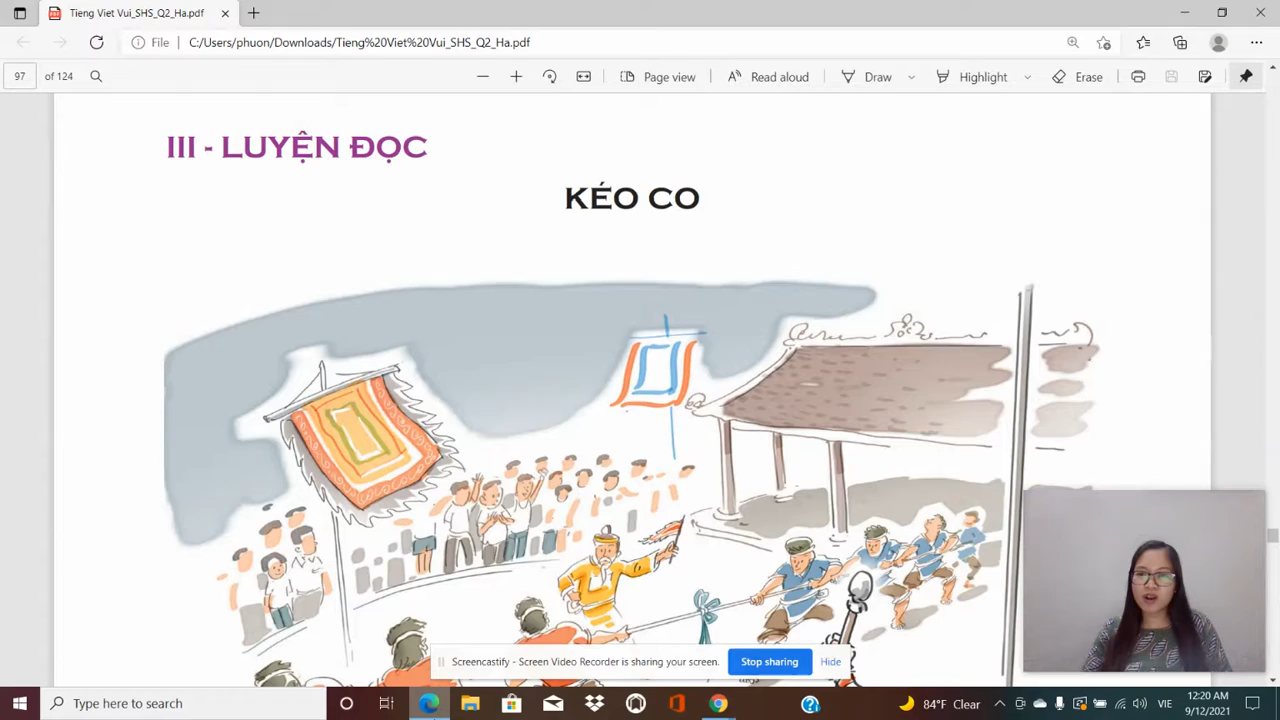 Tieng Viet Vui_SHS_Q2_Ha.pdf
File C:/Users/phuon/Downloads/Tieng%20Viet%20Vui_SHS_Q2_Ha.pdf
97 of 124 Page view Read aloud Draw Highlight Erase
III - LUYỆN ĐỌC
KÉO CO
Screencastify - Screen Video Recorder is sharing your screen. Stop sharing Hide
Type here to search
84°F Clear
VIE
12:20 AM
9/12/2021